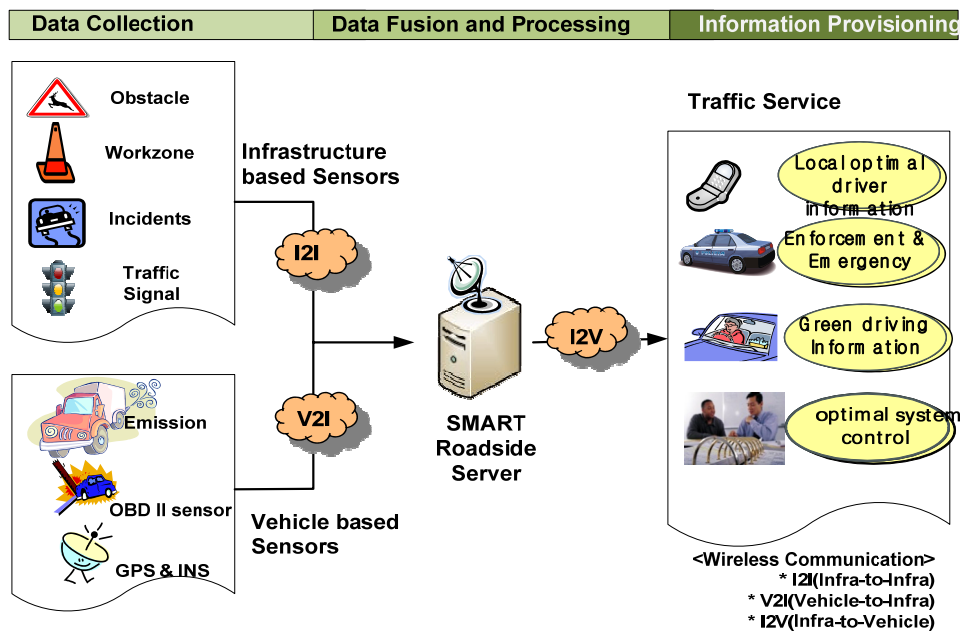 Data Collection
Data Fusion and Processing
Information Provisioning
Obstacle
Workzone
Incidents
Traffic
Signal
Infrastructure
based Sensors
I2I
Emission
OBD II sensor
GPS & INS
V2I
Vehicle based
Sensors
SMART
Roadside
Server
I2V
Traffic Service
Local optimal
driver
information
Enforcement &
Emergency
Green driving
Information
optimal system
control
<Wireless Communication>
* I2I(Infra-to-Infra)
* V2I(Vehicle-to-Infra)
* I2V(Infra-to-Vehicle)